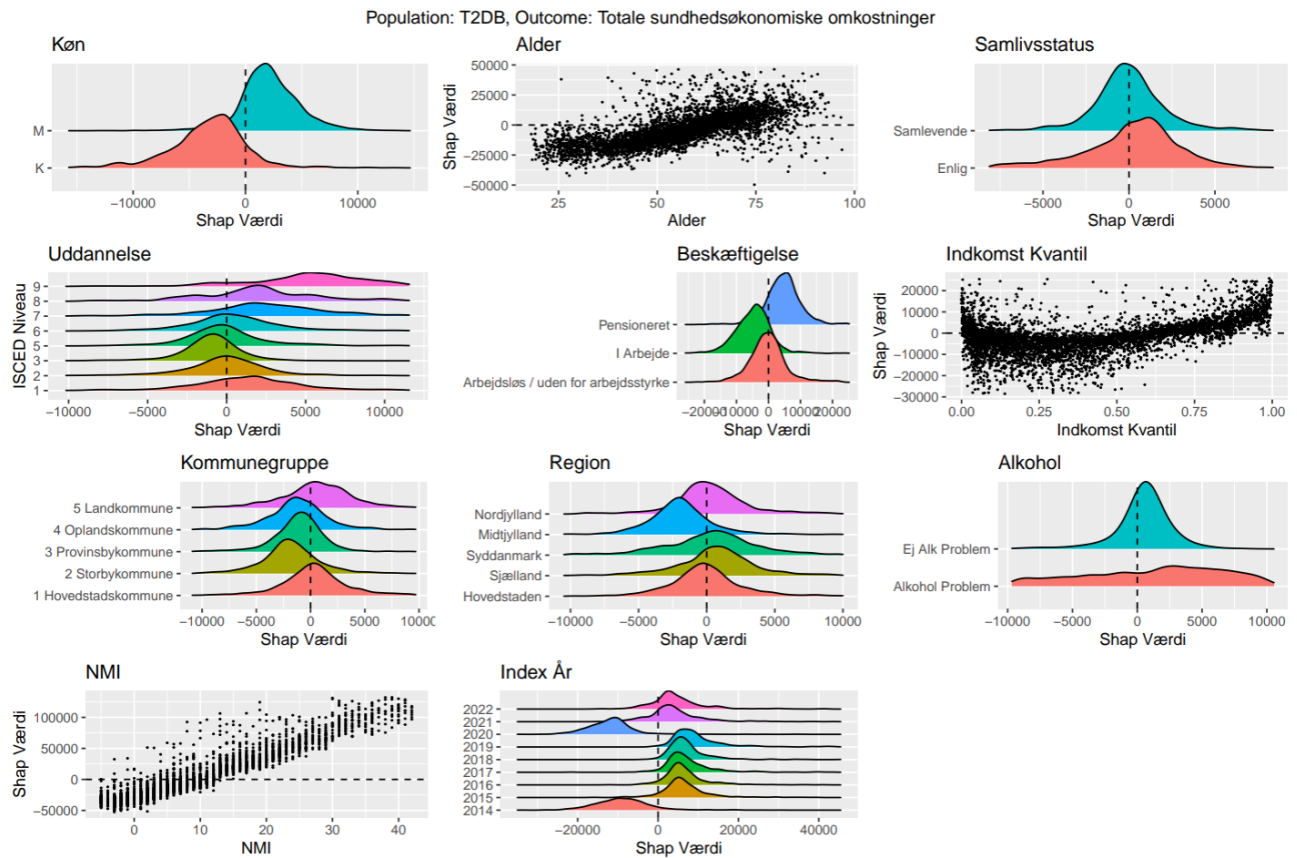 Population: T2DB, Outcome: Totale sundhedsøkonomiske omkostninger
Køn
M
K
−10000 0 10000
Shap Værdi
Alder
Shap Værdi
50000
25000
0
−25000
−50000
25 50 75 100
Alder
Samlivsstatus
Samlevende
Enlig
−5000 0 5000
Shap Værdi
Uddannelse
ISCED Niveau
9
8
7
6
5
3
2
1
−10000 −5000 0 5000 10000
Shap Værdi
Beskæftigelse
Pensioneret
I Arbejde
Arbejdsløs / uden for arbejdsstyrke
−20000 −10000 0 10000 20000
Shap Værdi
Indkomst Kvantil
Shap Værdi
20000
10000
0
−10000
−20000
−30000
0.00 0.25 0.50 0.75 1.00
Indkomst Kvantil
Kommunegruppe
5 Landkommune
4 Oplandskommune
3 Provinsbykommune
2 Storbykommune
1 Hovedstadskommune
−10000 −5000 0 5000 10000
Shap Værdi
Region
Nordjylland
Midtjylland
Syddanmark
Sjælland
Hovedstaden
−10000 −5000 0 5000 10000
Shap Værdi
Alkohol
Ej Alk Problem
Alkohol Problem
−10000 −5000 0 5000 10000
Shap Værdi
NMI
Shap Værdi
100000
50000
0
−50000
0 10 20 30 40
NMI
Index År
2022
2021
2020
2019
2018
2017
2016
2015
2014
−20000 0 20000 40000
Shap Værdi